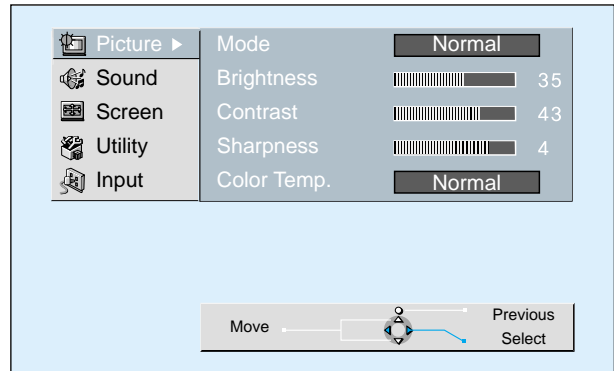 Picture ► Mode Normal
Sound Brightness 35
Screen Contrast 43
Utility Sharpness 4
Input Color Temp. Normal
Move Previous
Select